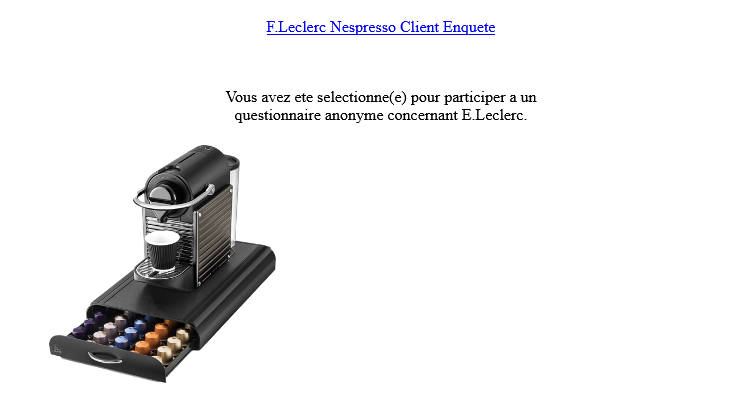 F.Leclerc Nespresso Client Enquete
Vous avez ete selectionne(e) pour participer a un
questionnaire anonyme concernant E.Leclerc.